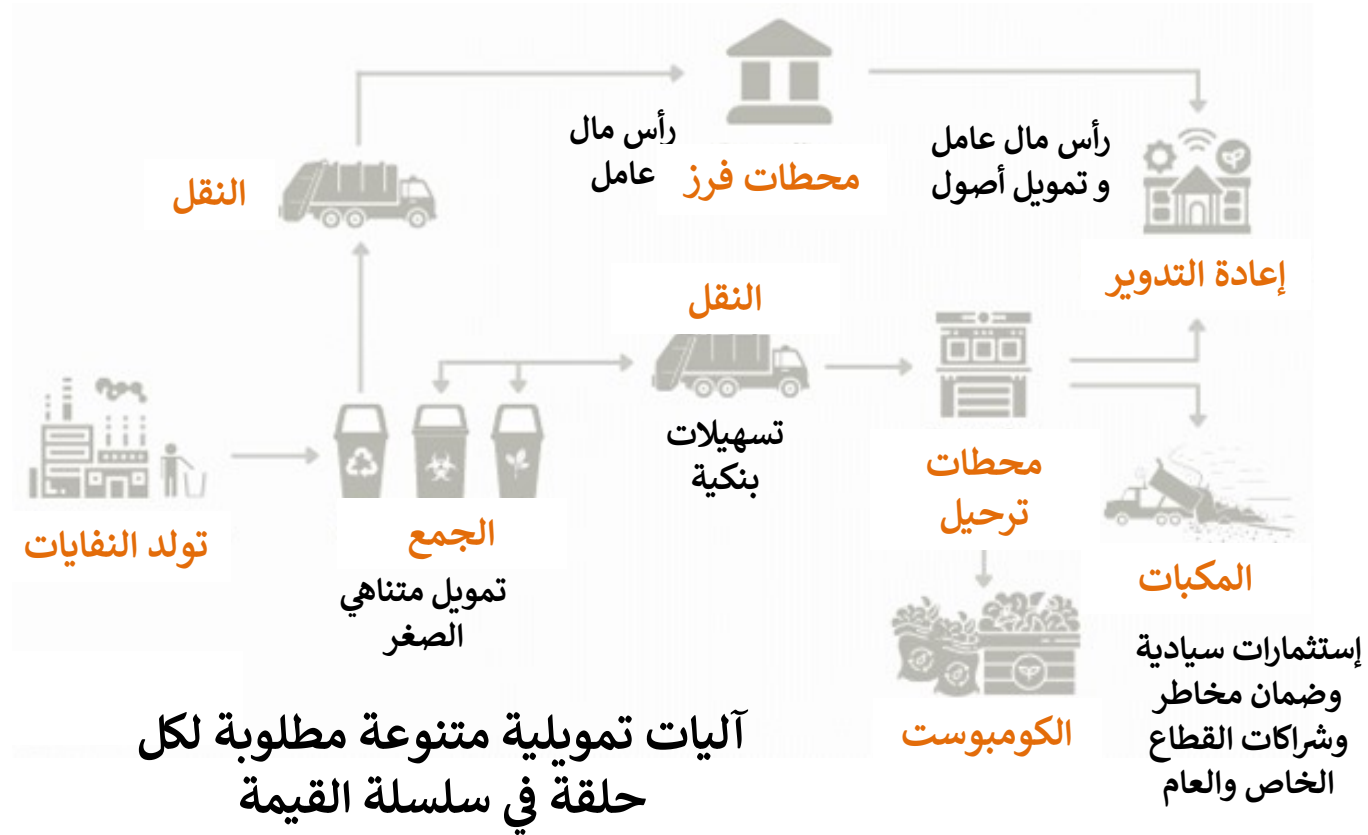 رأس مال
عامل
محطات فرز
رأس مال عامل
و تمويل أصول
النقل
إعادة التدوير
النقل
تسهيلات
بنكية
محطات
ترحيل
تولد النفايات
الجمع
تمويل متناهي
الصغر
المكبات
إستثمارات سيادية
وضمان مخاطر
وشراكات القطاع
الخاص والعام
الكومبوست
آليات تمويلية متنوعة مطلوبة لكل
حلقة في سلسلة القيمة